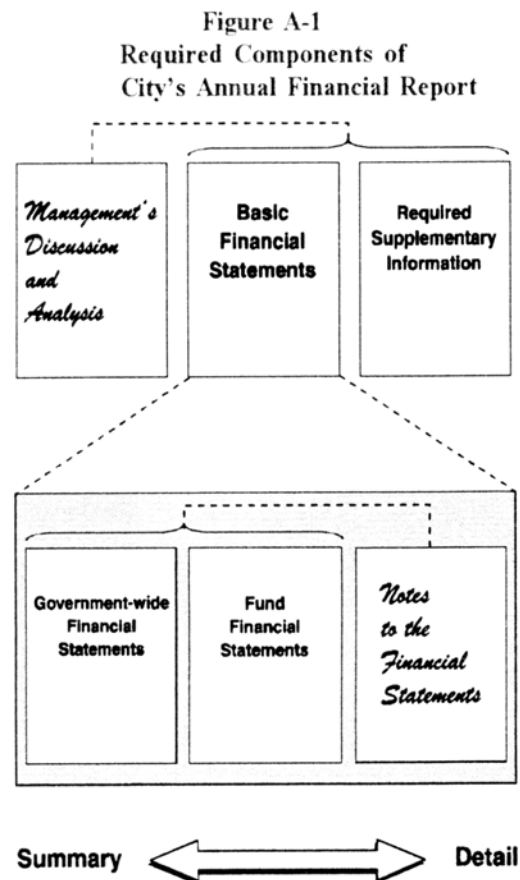 Figure A-1
Required Components of
City's Annual Financial Report
Management's
Discussion
and
Analysis
Basic
Financial
Statements
Required
Supplementary
Information
Government-wide
Financial
Statements
Fund
Financial
Statements
Notes
to the
Financial
Statements
Summary
Detail